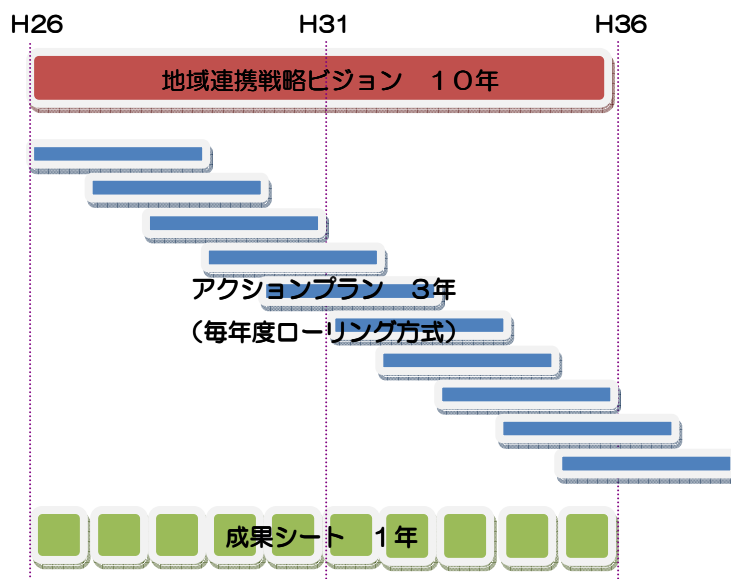 H26 H31 H36
地域連携戦略ビジョン　１０年
アクションプラン　３年
（毎年度ローリング方式）
成果シート　１年